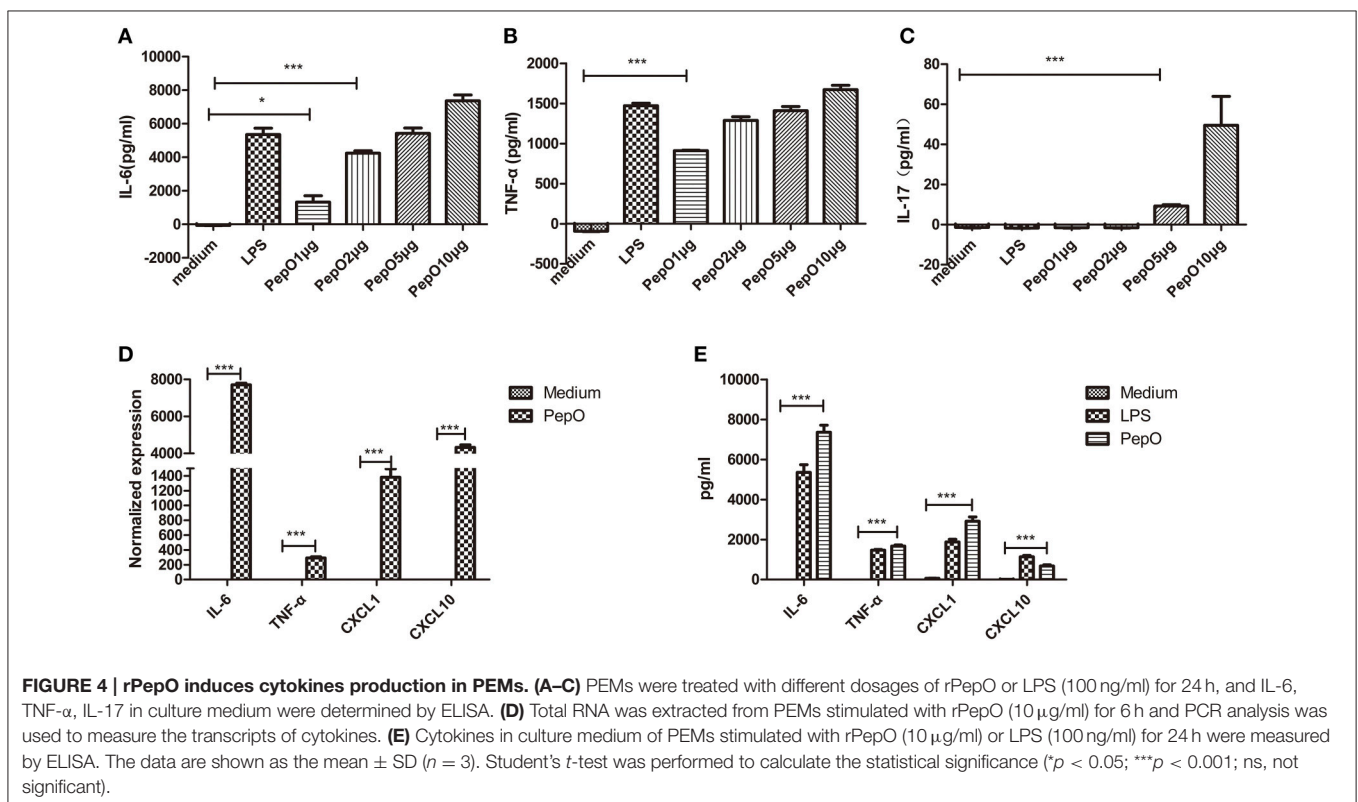 A
10000
8000
6000
4000
2000
0
-2000
IL-6(pg/ml)
***
*
medium
LPS
PepO1μg
PepO2μg
PepO5μg
PepO10μg
B
2000
1500
1000
500
0
-500
TNF-α (pg/ml)
***
medium
LPS
PepO1μg
PepO2μg
PepO5μg
PepO10μg
C
60
40
20
0
-20
IL-17 (pg/ml)
***
medium
LPS
PepO1μg
PepO2μg
PepO5μg
PepO10μg
D
8000
6000
4000
1400
1200
1000
800
600
400
200
0
Normalized expression
***
***
***
***
IL-6
TNF-α
CXCL1
CXCL10
Medium
PepO
E
10000
8000
6000
4000
2000
0
pg/ml
***
***
***
***
IL-6
TNF-α
CXCL1
CXCL10
Medium
LPS
PepO
FIGURE 4 | rPepO induces cytokines production in PEMs. (A–C) PEMs were treated with different dosages of rPepO or LPS (100 ng/ml) for 24 h, and IL-6,
TNF-α, IL-17 in culture medium were determined by ELISA. (D) Total RNA was extracted from PEMs stimulated with rPepO (10 μg/ml) for 6 h and PCR analysis was
used to measure the transcripts of cytokines. (E) Cytokines in culture medium of PEMs stimulated with rPepO (10 μg/ml) or LPS (100 ng/ml) for 24 h were measured
by ELISA. The data are shown as the mean ± SD (n = 3). Student's t-test was performed to calculate the statistical significance (*p < 0.05; ***p < 0.001; ns, not
significant).